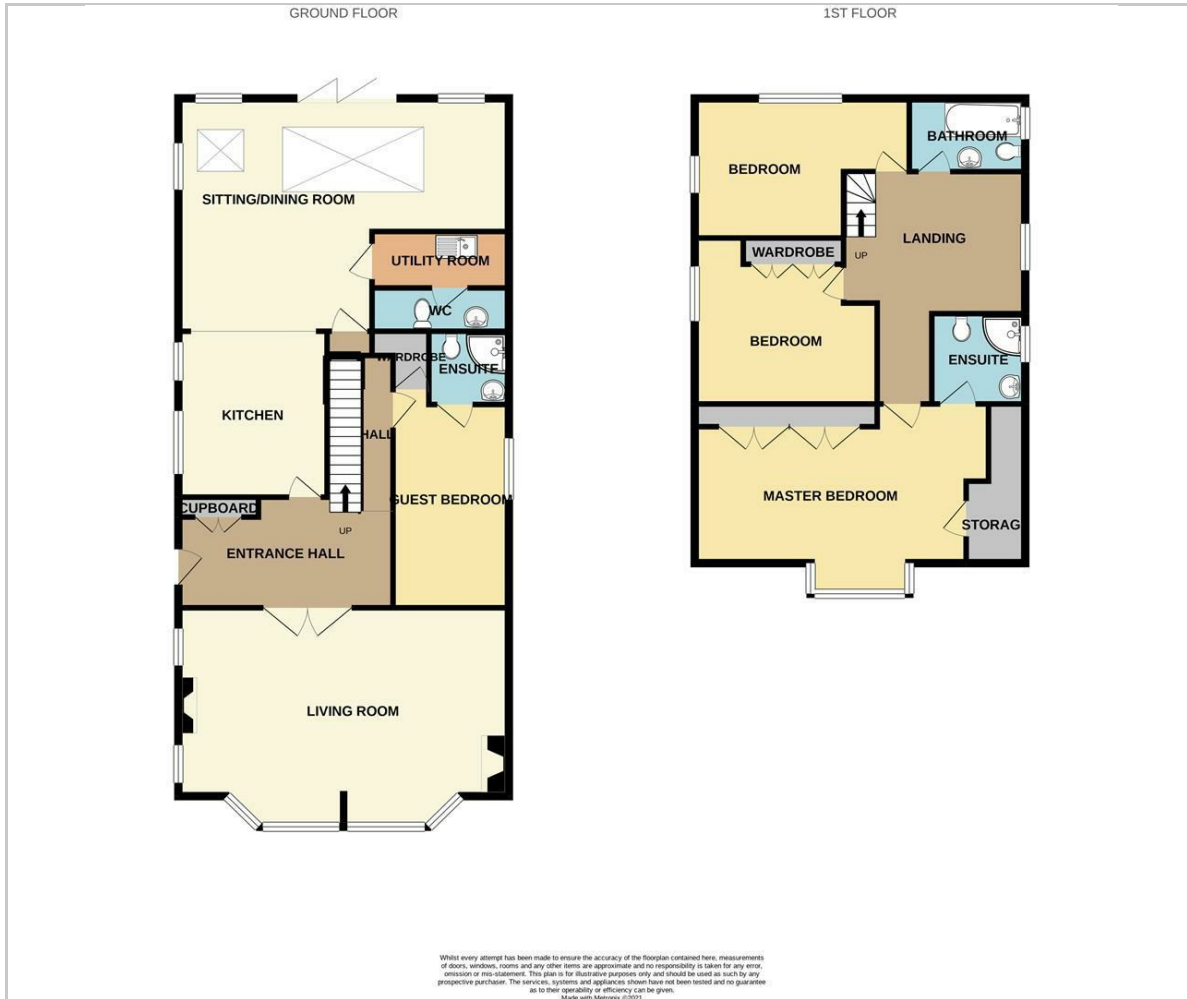 GROUND FLOOR
1ST FLOOR
SITTING/DINING ROOM
UTILITY ROOM
WC
WARDROBE
ENSUITE
KITCHEN
HALL
GUEST BEDROOM
CUPBOARD
UP
ENTRANCE HALL
LIVING ROOM
BATHROOM
BEDROOM
LANDING
WARDROBE
UP
BEDROOM
ENSUITE
MASTER BEDROOM
STORAG
Whilst every attempt has been made to ensure the accuracy of the floorplan contained here, measurements
of doors, windows, rooms and any other items are approximate and no responsibility is taken for any error,
omission or mis-statement. This plan is for illustrative purposes only and should be used as such by any
prospective purchaser. The services, systems and appliances shown have not been tested and no guarantee
as to their operability or efficiency can be given.
Made with Metropix ©2021